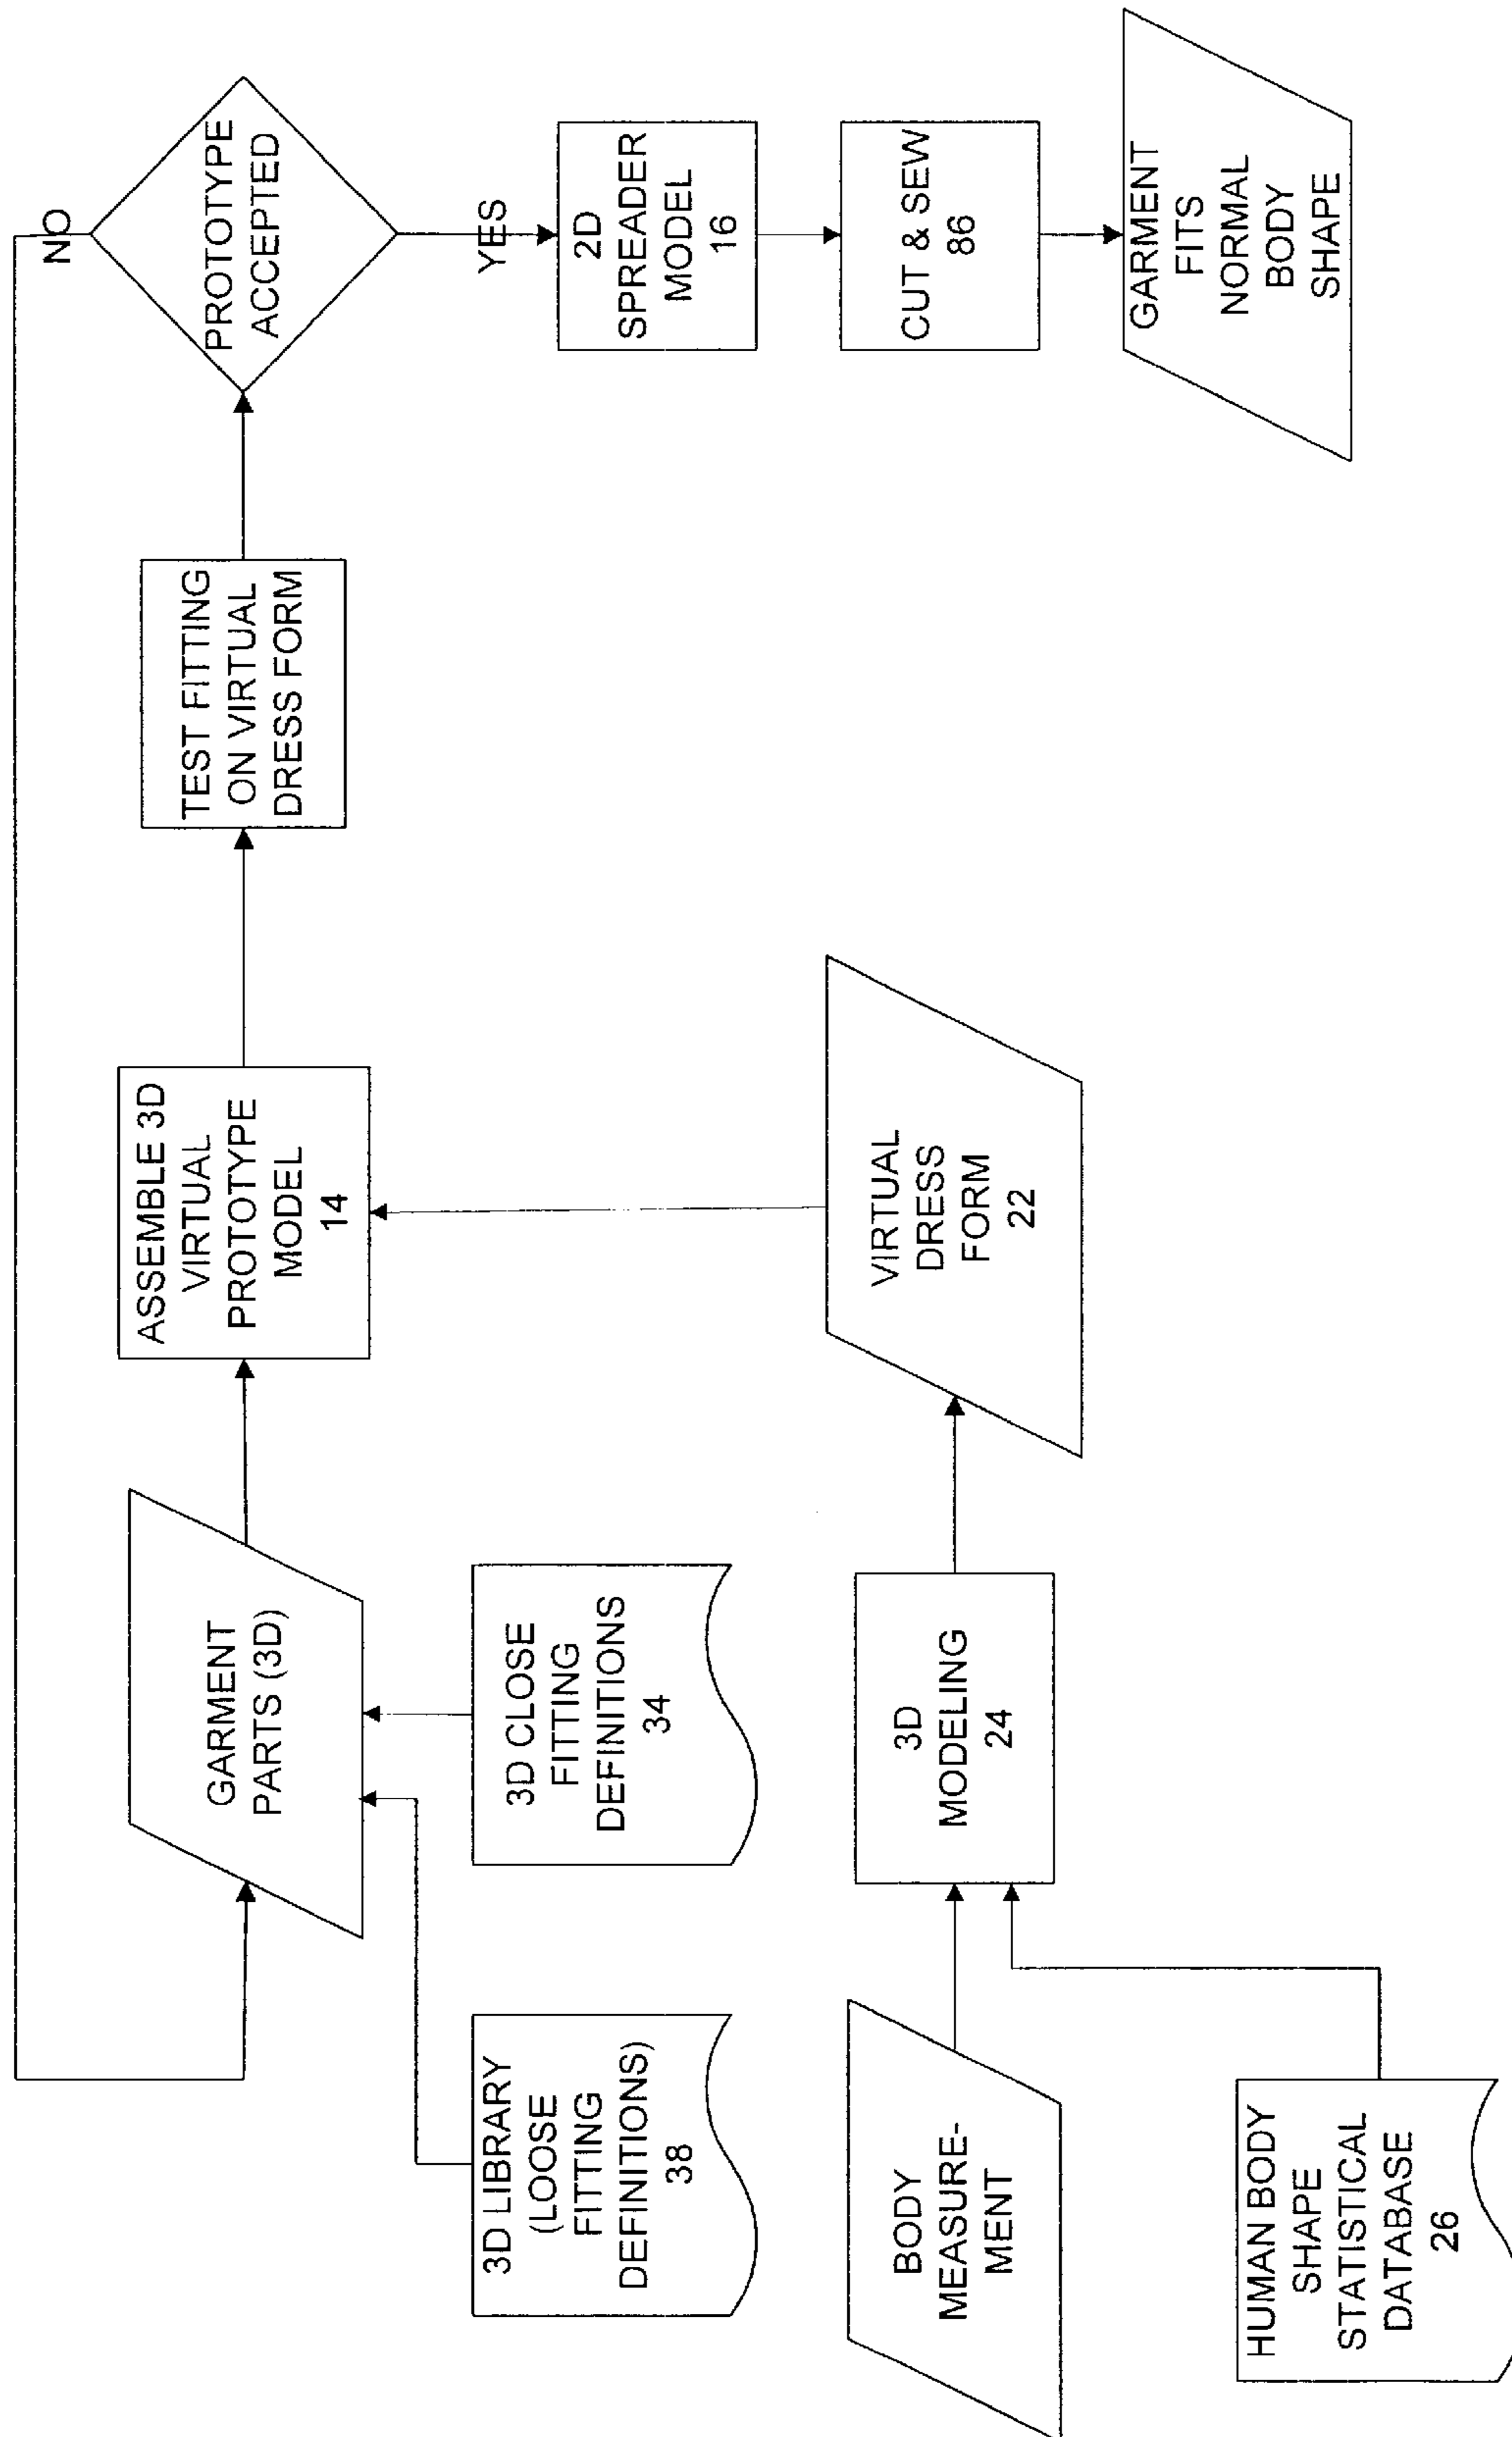 NO
GARMENT
PARTS (3D)
ASSEMBLE 3D
VIRTUAL
PROTOTYPE
MODEL
14
TEST FITTING
ON VIRTUAL
DRESS FORM
PROTOTYPE
ACCEPTED
YES
3D LIBRARY
(LOOSE
FITTING
DEFINITIONS)
38
3D CLOSE
FITTING
DEFINITIONS
34
2D
SPREADER
MODEL
16
BODY
MEASURE-
MENT
3D
MODELING
24
VIRTUAL
DRESS
FORM
22
CUT & SEW
86
HUMAN BODY
SHAPE
STATISTICAL
DATABASE
26
GARMENT
FITS
NORMAL
BODY
SHAPE